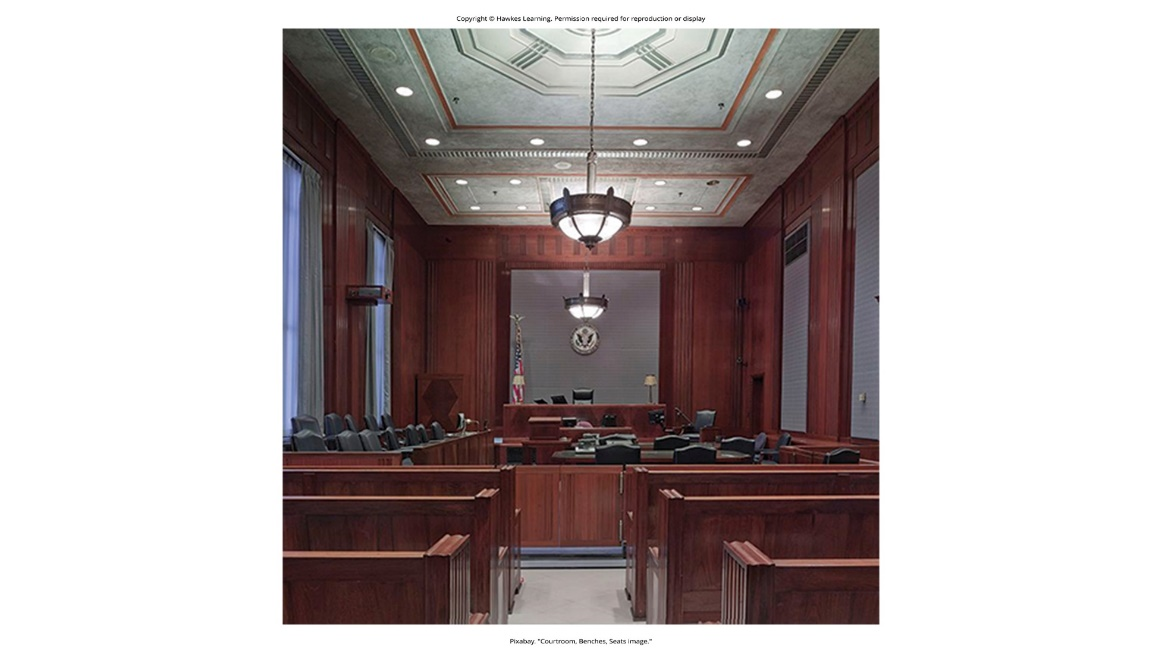 Copyright © Hawkes Learning. Permission required for reproduction or display
Pixabay. "Courtroom, Benches, Seats image."